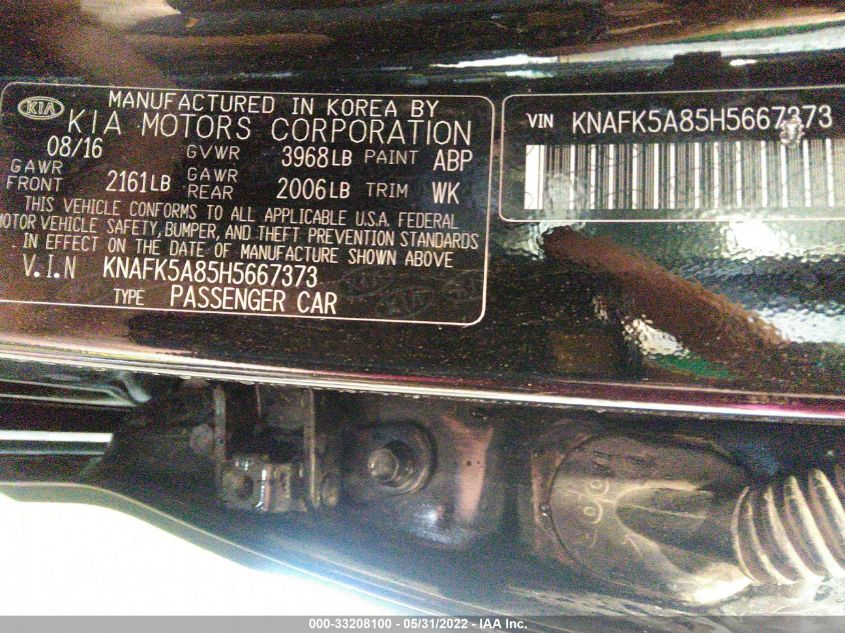 KIA MANUFACTURED IN KOREA BY
KIA MOTORS CORPORATION
08/16 GVWR 3968LB PAINT ABP
GAWR FRONT 2161LB GAWR REAR 2006LB TRIM WK
THIS VEHICLE CONFORMS TO ALL APPLICABLE U.S.A. FEDERAL
MOTOR VEHICLE SAFETY, BUMPER, AND THEFT PREVENTION STANDARDS
IN EFFECT ON THE DATE OF MANUFACTURE SHOWN ABOVE
V.I.N KNAFK5A85H5667373
TYPE PASSENGER CAR
VIN KNAFK5A85H5667373
000-33208100 - 05/31/2022 - IAA Inc.